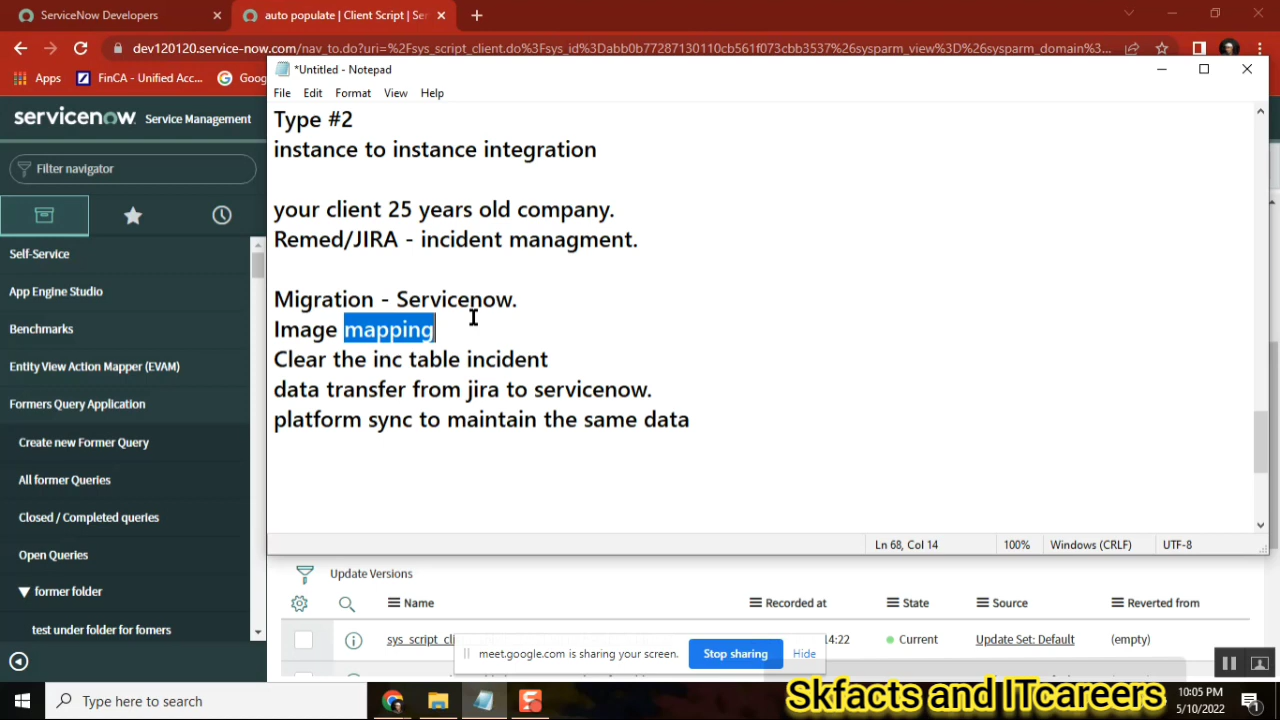 ServiceNow Developers
auto populate | Client Script | Ser
dev120120.service-now.com/nav_to.do?uri=%2Fsys_script_client.do%3Fsys_id%3Dabb0b77287130110cb561f073cbb3537%26sysparm_view%3D%26sysparm_domain%3...
Apps
FinCA - Unified Acc...
Goog
*Untitled - Notepad
File Edit Format View Help
servicenow. Service Management
Filter navigator
Self-Service
App Engine Studio
Benchmarks
Entity View Action Mapper (EVAM)
Formers Query Application
Create new Former Query
All former Queries
Closed / Completed queries
Open Queries
▼ former folder
test under folder for fomers
Type #2
instance to instance integration
your client 25 years old company.
Remed/JIRA - incident managment.
Migration - Servicenow.
Image mapping
Clear the inc table incident
data transfer from jira to servicenow.
platform sync to maintain the same data
Ln 68, Col 14 100% Windows (CRLF) UTF-8
Update Versions
Name Recorded at State Source Reverted from
sys_script_cli 14:22 Current Update Set: Default (empty)
meet.google.com is sharing your screen. Stop sharing Hide
Type here to search
Skfacts and ITcareers
10:05 PM
5/10/2022
1